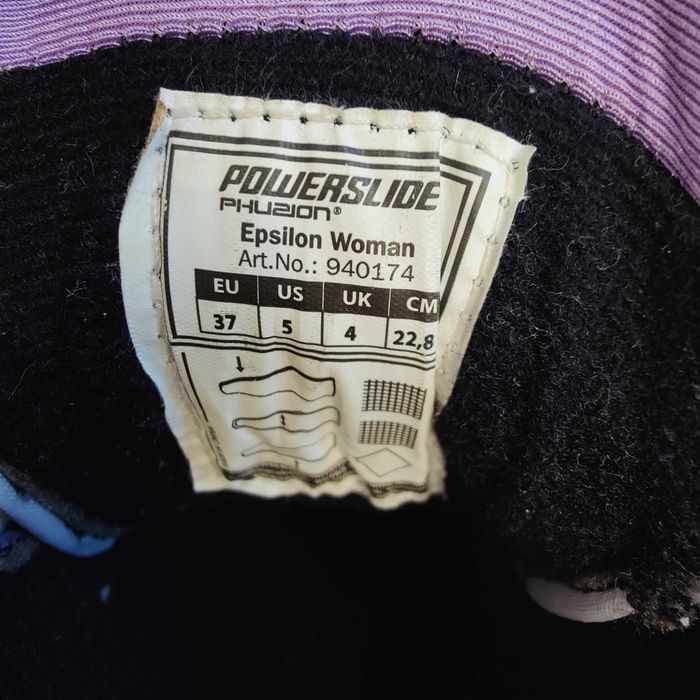 POWERSLIDE
PHUZION®
Epsilon Woman
Art.No.: 940174
EU US UK CM
37 5 4 22,8